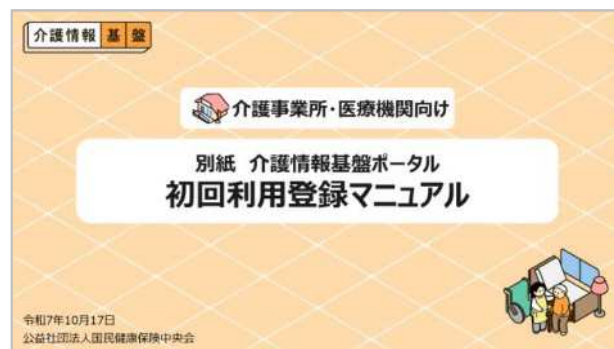 介護情報基盤
介護事業所・医療機関向け
別紙 介護情報基盤ポータル
初回利用登録マニュアル
令和7年10月17日
公益社団法人国民健康保険中央会